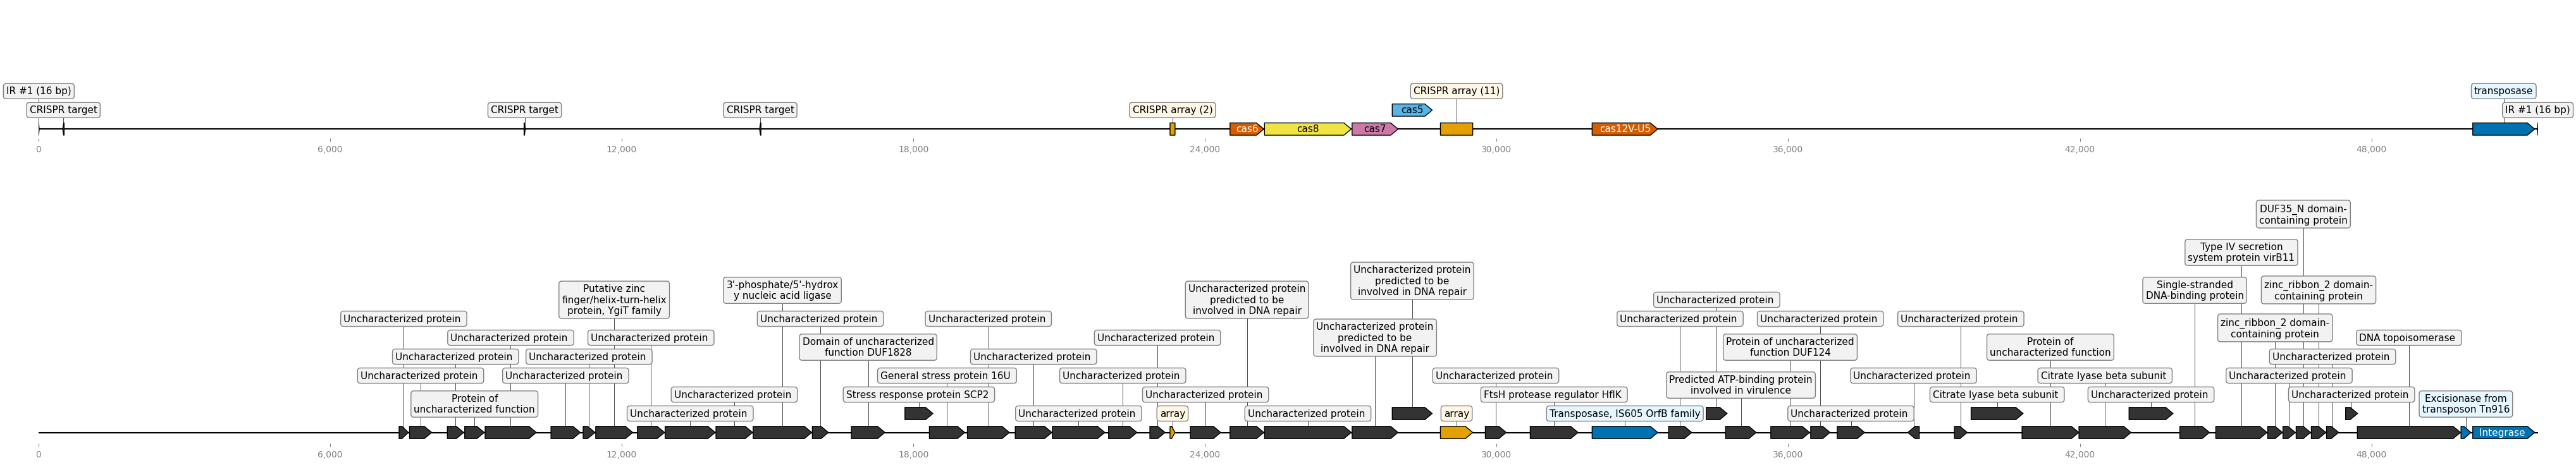 IR #1 (16 bp)
CRISPR array (11)
transposase
CRISPR target
CRISPR target
CRISPR target
CRISPR array (2)
cas5
IR #1 (16 bp)
cas6
cas8
cas7
cas12V-U5
0
6,000
12,000
18,000
24,000
30,000
36,000
42,000
48,000
DUF35_N domain-
containing protein
Type IV secretion
system protein virB11
Uncharacterized protein
predicted to be
involved in DNA repair
3'-phosphate/5'-hydrox
y nucleic acid ligase
Single-stranded
DNA-binding protein
zinc_ribbon_2 domain-
containing protein
Putative zinc
finger/helix-turn-helix
protein, YgiT family
Uncharacterized protein
predicted to be
involved in DNA repair
Uncharacterized protein
Uncharacterized protein
Uncharacterized protein
Uncharacterized protein
Uncharacterized protein
Uncharacterized protein
Uncharacterized protein
zinc_ribbon_2 domain-
containing protein
Uncharacterized protein
Uncharacterized protein
Uncharacterized protein
Uncharacterized protein
predicted to be
involved in DNA repair
DNA topoisomerase
Domain of uncharacterized
function DUF1828
Protein of uncharacterized
function DUF124
Protein of
uncharacterized function
Uncharacterized protein
Uncharacterized protein
Uncharacterized protein
Uncharacterized protein
Uncharacterized protein
Uncharacterized protein
General stress protein 16U
Uncharacterized protein
Uncharacterized protein
Predicted ATP-binding protein
involved in virulence
Uncharacterized protein
Citrate lyase beta subunit
Uncharacterized protein
Protein of
uncharacterized function
Uncharacterized protein
Stress response protein SCP2
Uncharacterized protein
FtsH protease regulator HflK
Citrate lyase beta subunit
Uncharacterized protein
Uncharacterized protein
Excisionase from
transposon Tn916
Uncharacterized protein
Uncharacterized protein
array
Uncharacterized protein
array
Transposase, IS605 OrfB family
Uncharacterized protein
Integrase
0
6,000
12,000
18,000
24,000
30,000
36,000
42,000
48,000